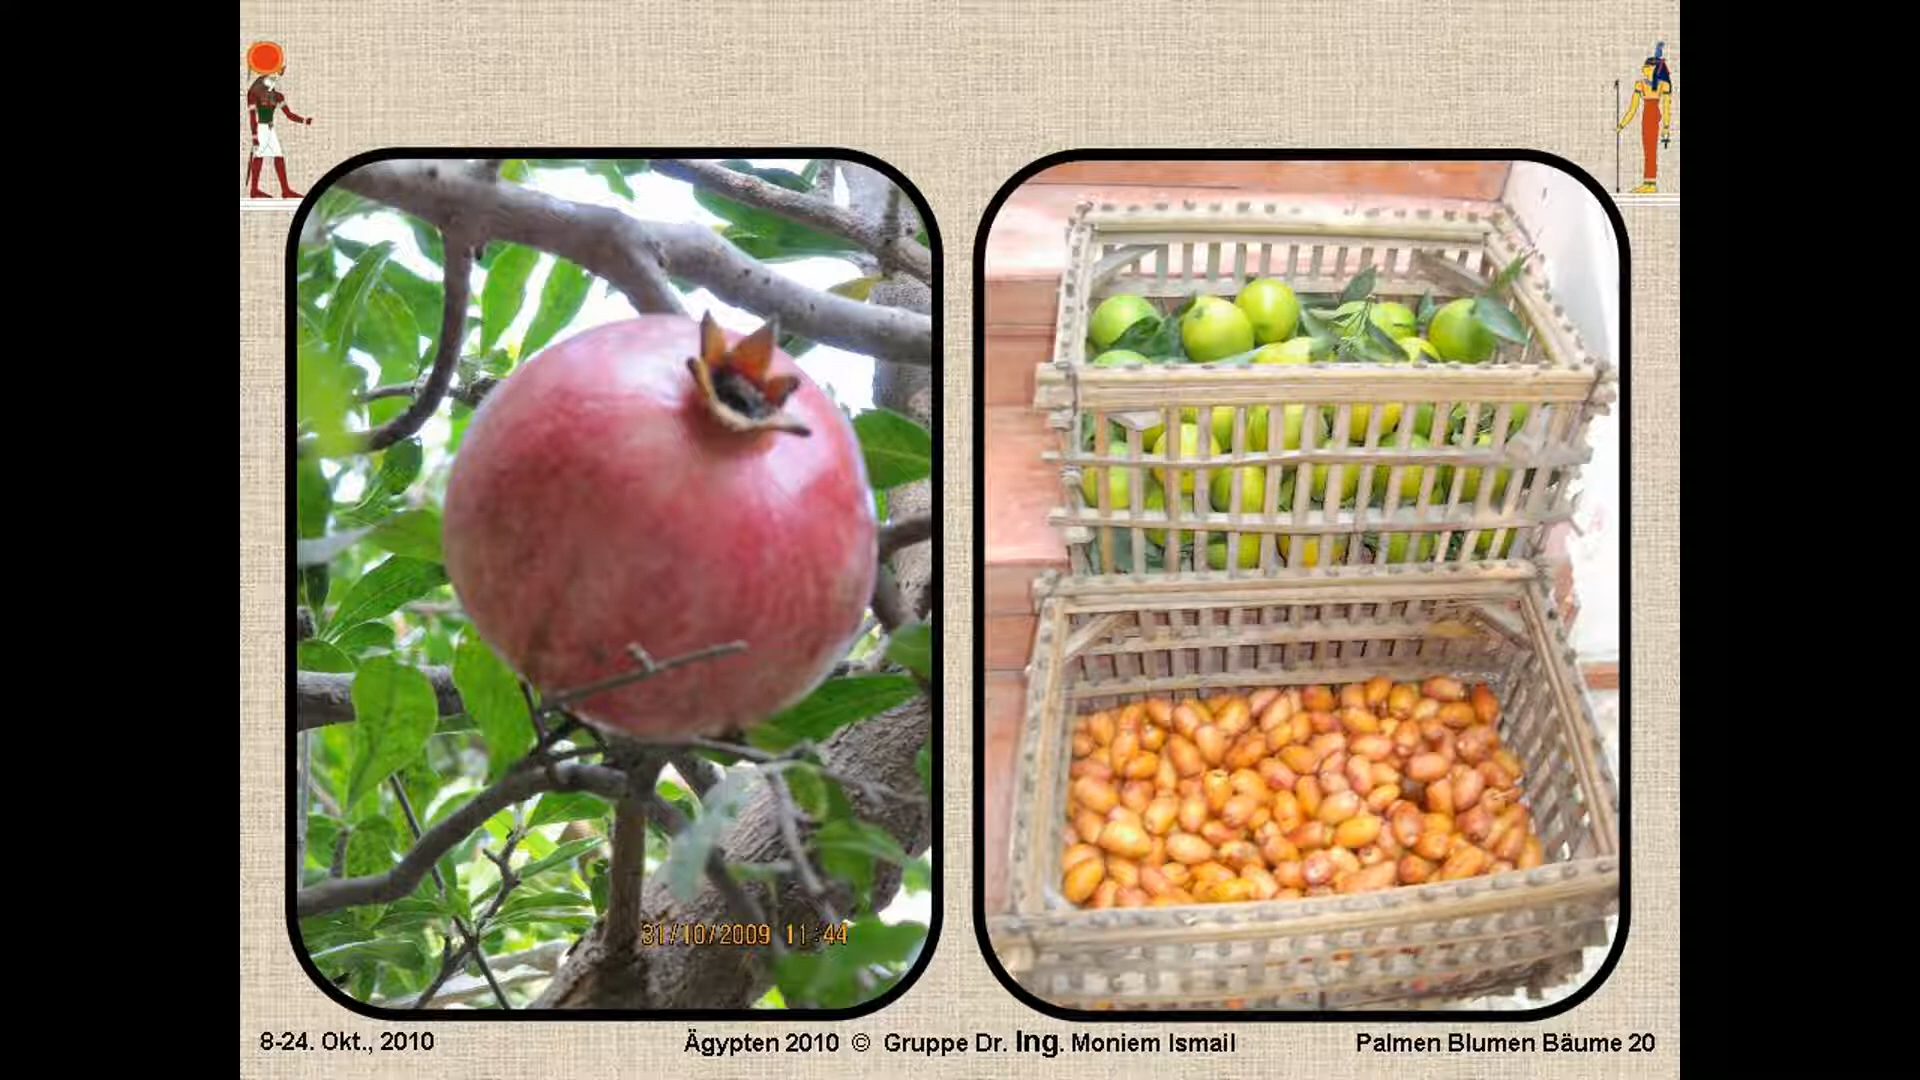 31/10/2009 11:44
8-24. Okt., 2010
Ägypten 2010 © Gruppe Dr. Ing. Moniem Ismail
Palmen Blumen Bäume 20